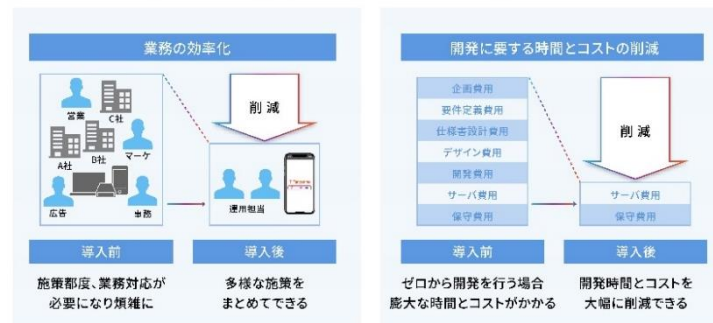 業務の効率化
営業
C社
削減
A社
B社
マーケ
広告
事務
運用担当
導入前
導入後
施策都度、業務対応が
必要になり煩雑に
多様な施策を
まとめてできる
開発に要する時間とコストの削減
企画費用
要件定義費用
仕様書設計費用
デザイン費用
開発費用
サーバ費用
保守費用
削減
サーバ費用
保守費用
導入前
導入後
ゼロから開発を行う場合
膨大な時間とコストがかかる
開発時間とコストを
大幅に削減できる